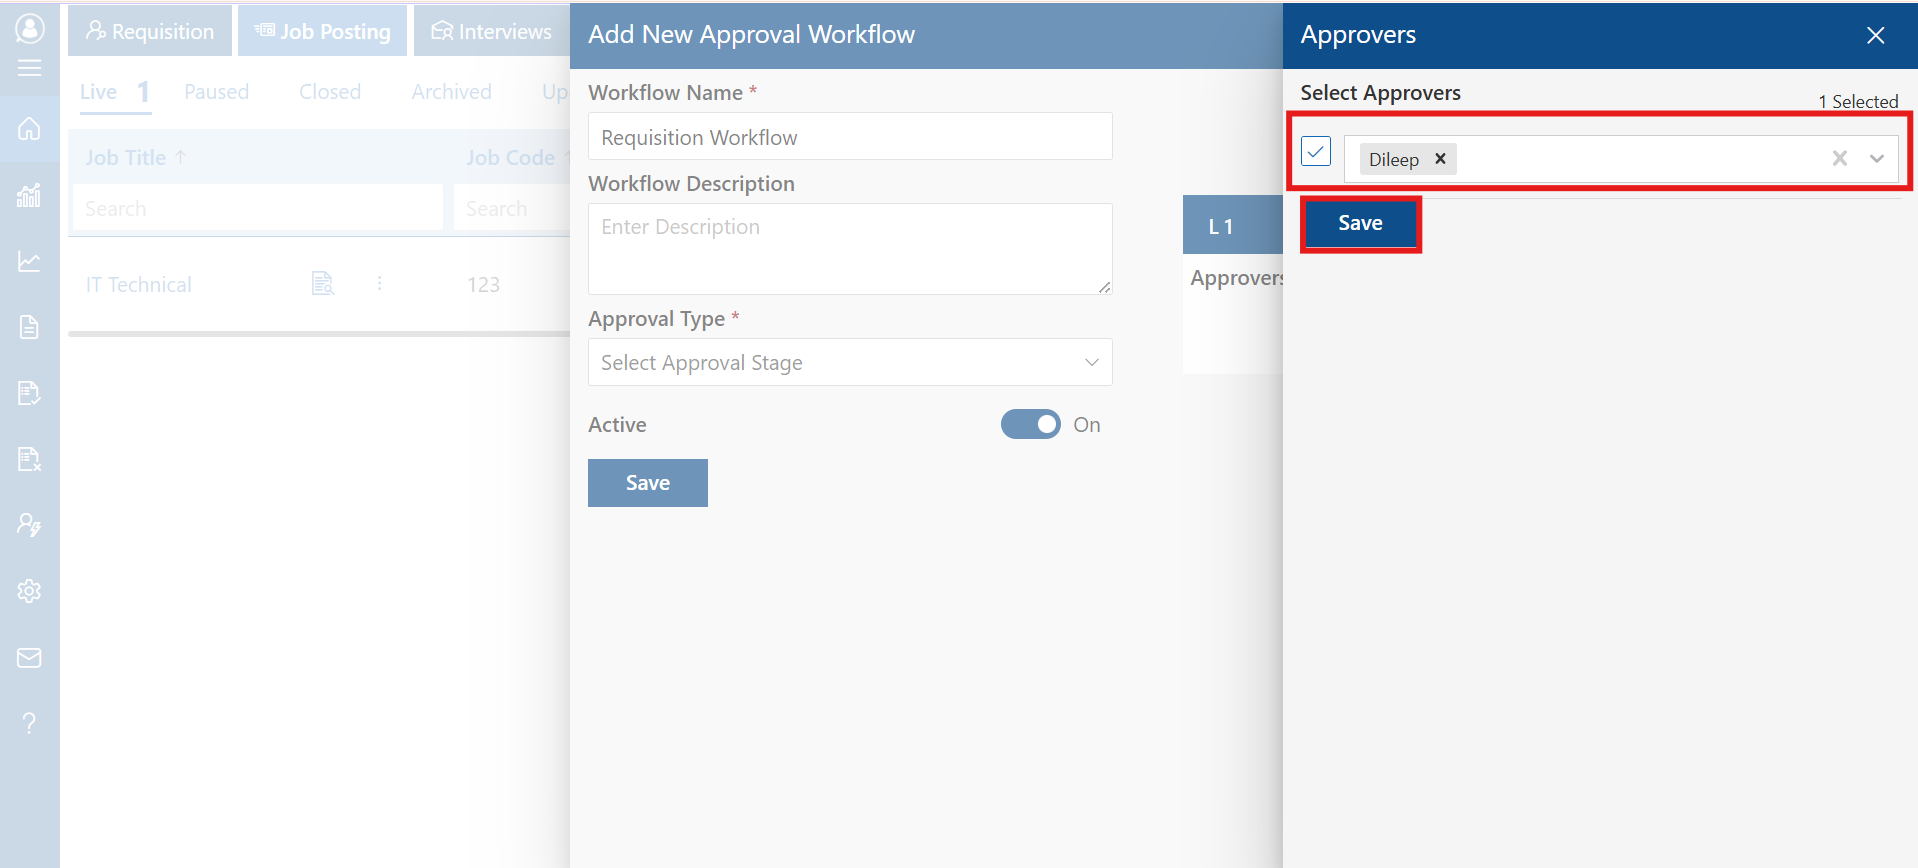 Requisition
Job Posting
Interviews
Live 1
Paused
Closed
Archived
Up
Job Title ↑
Job Code ↑
Search
Search
IT Technical
123
Add New Approval Workflow
Workflow Name *
Requisition Workflow
Workflow Description
Enter Description
Approval Type *
Select Approval Stage
Active
On
Save
L 1
Approvers
Approvers
Select Approvers
1 Selected
Dileep
Save